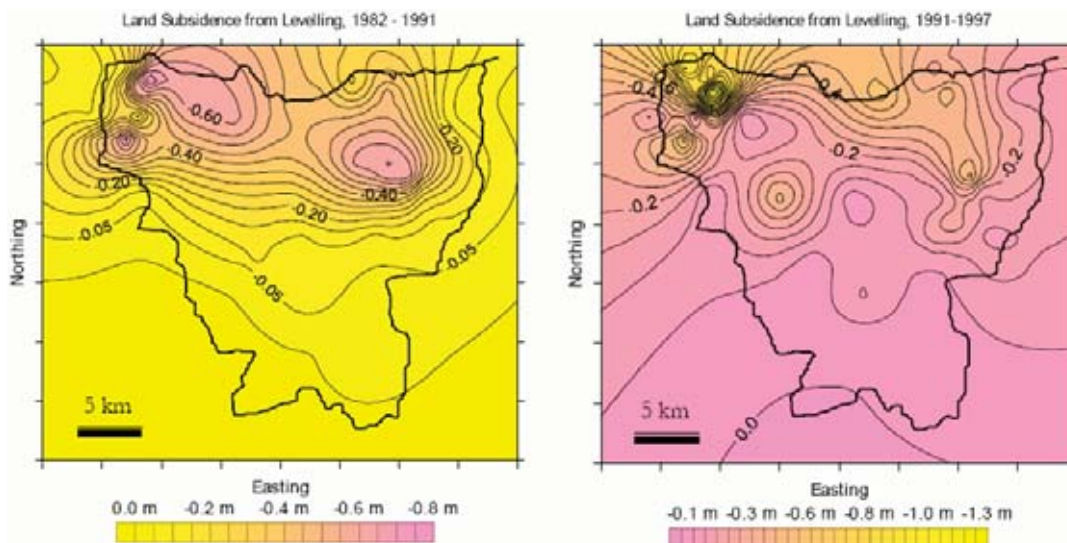 Land Subsidence from Levelling, 1982 - 1991
-0.60
-0.40
0.20
-0.20
-0.40
-0.20
-0.05
-0.05
-0.05
Northing
5 km
Easting
0.0 m -0.2 m -0.4 m -0.6 m -0.8 m
Land Subsidence from Levelling, 1991-1997
-0.4
-0.2
-0.2
-0.2
0.0
Northing
5 km
Easting
-0.1 m -0.3 m -0.6 m -0.8 m -1.0 m -1.3 m